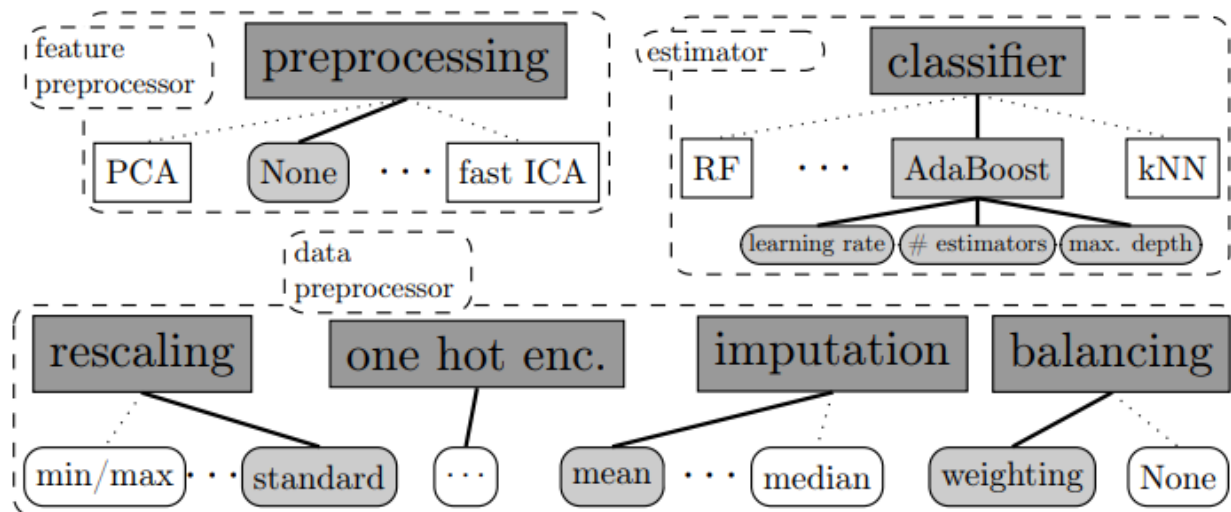 feature
preprocessor
preprocessing
PCA
None
· · ·
fast ICA
estimator
classifier
RF
· · ·
AdaBoost
kNN
learning rate
# estimators
max. depth
data
preprocessor
rescaling
one hot enc.
imputation
balancing
min/max
· · ·
standard
· · ·
mean
· · ·
median
weighting
None